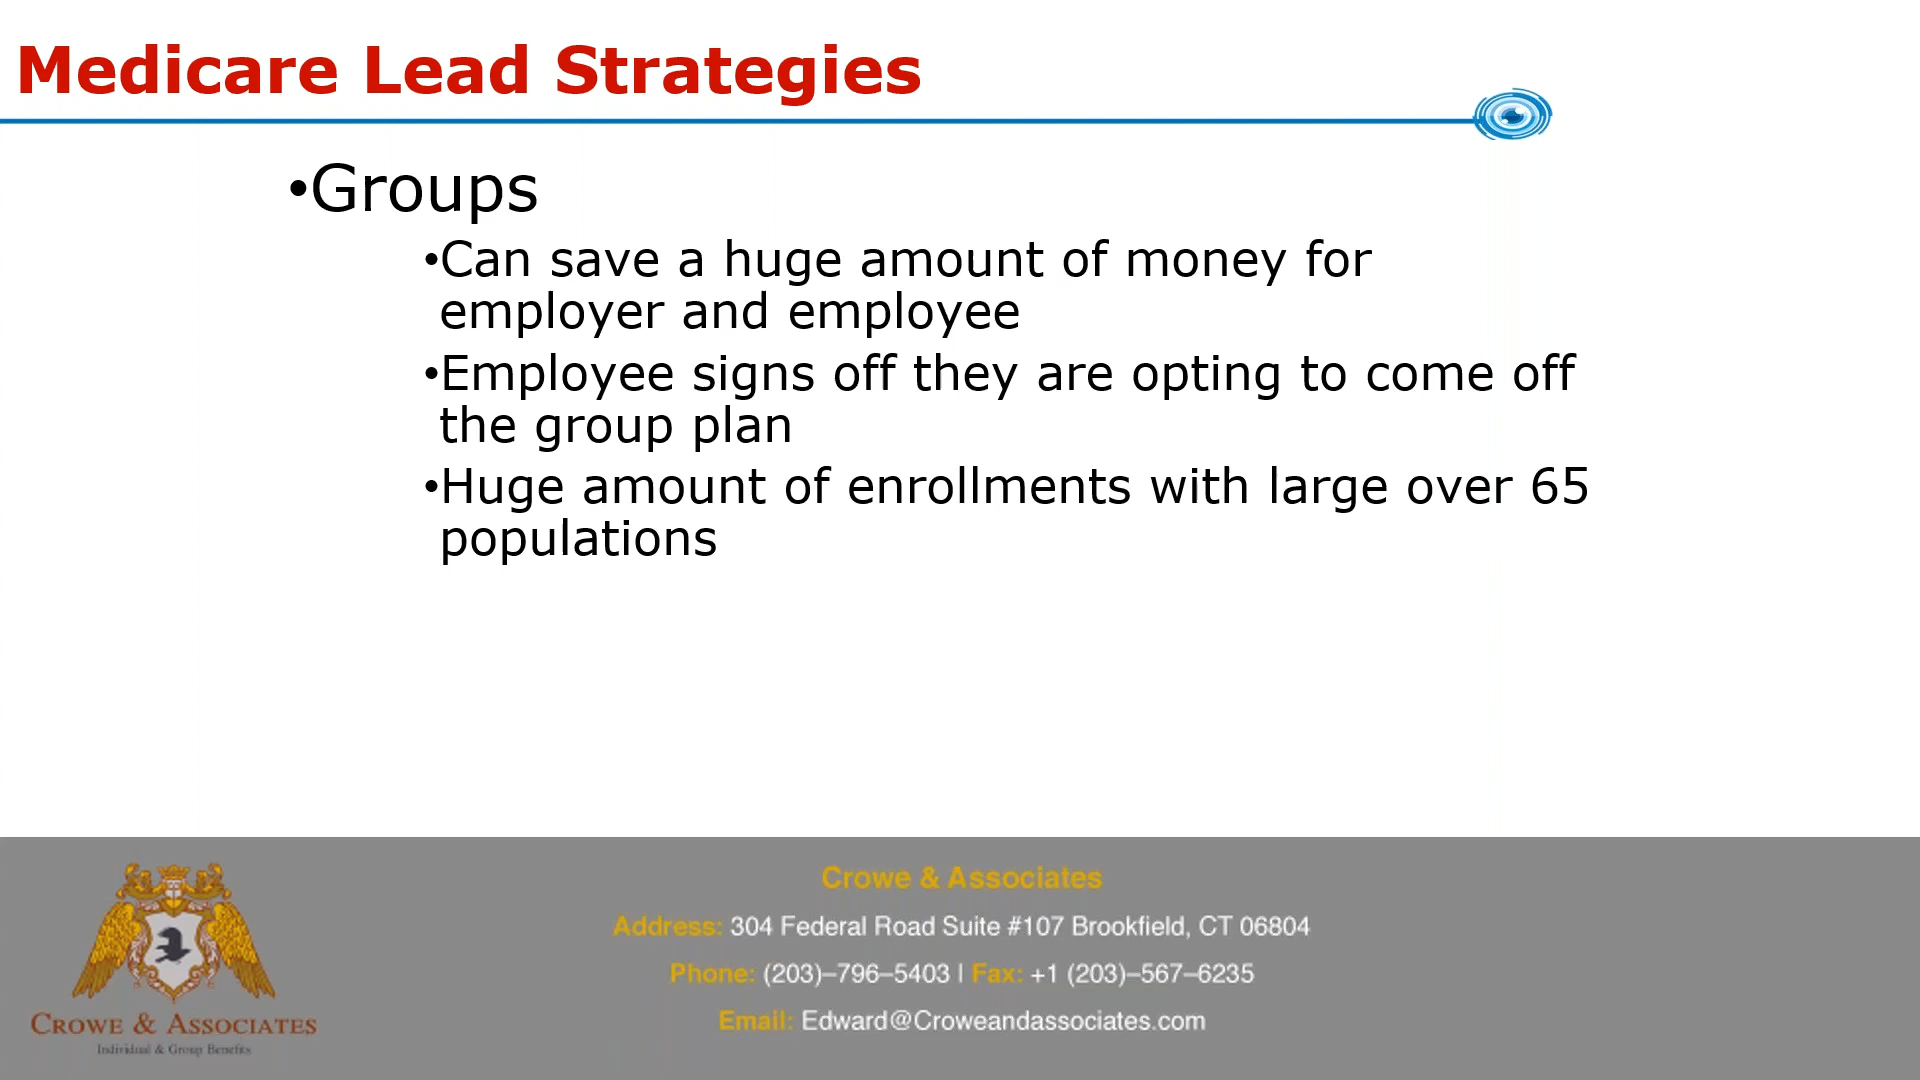 Medicare Lead Strategies
•Groups
•Can save a huge amount of money for
employer and employee
•Employee signs off they are opting to come off
the group plan
•Huge amount of enrollments with large over 65
populations
Crowe & Associates
Address: 304 Federal Road Suite #107 Brookfield, CT 06804
Phone: (203)–796–5403 | Fax: +1 (203)–567–6235
Email: Edward@Croweandassociates.com
CROWE & ASSOCIATES
Individual & Group Benefits